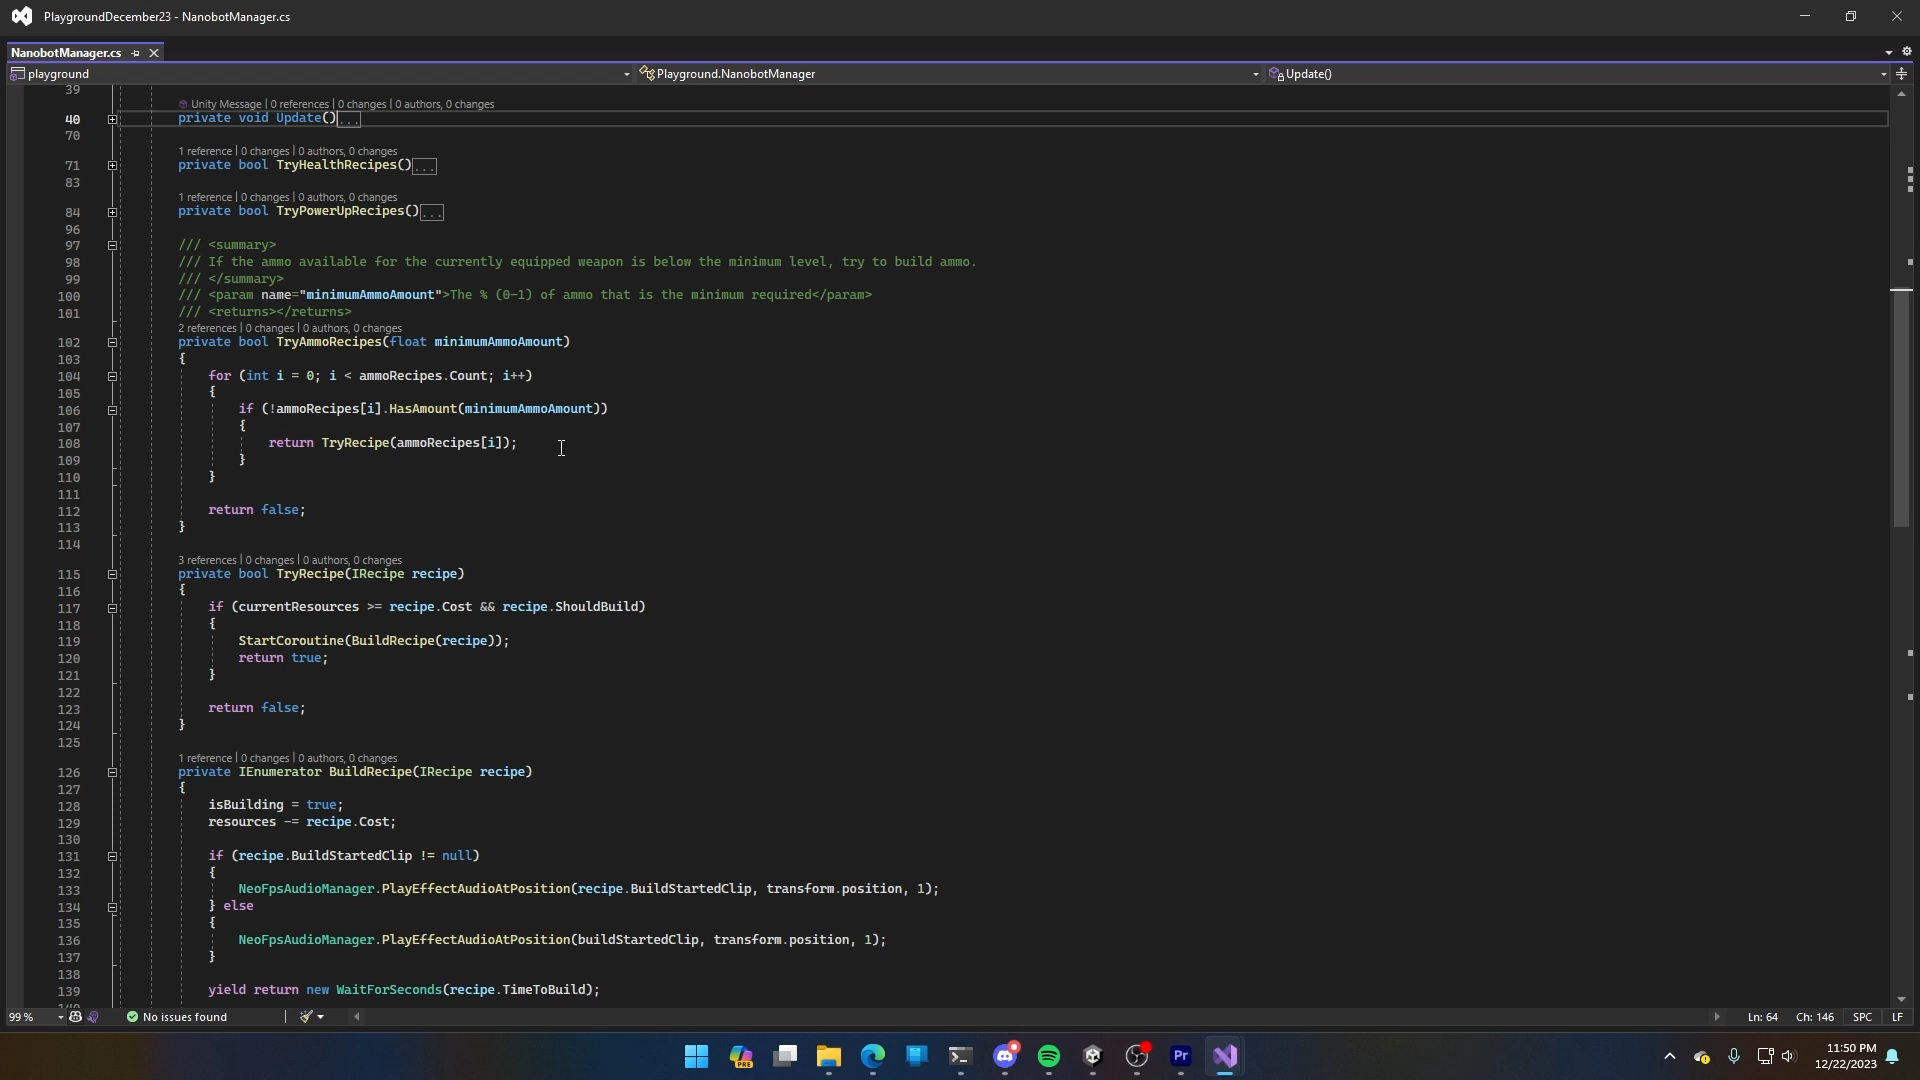 PlaygroundDecember23 - NanobotManager.cs
NanobotManager.cs
playground
Playground.NanobotManager
Update()
39
Unity Message | 0 references | 0 changes | 0 authors, 0 changes
40 private void Update()...
70
1 reference | 0 changes | 0 authors, 0 changes
71 private bool TryHealthRecipes()...
83
1 reference | 0 changes | 0 authors, 0 changes
84 private bool TryPowerUpRecipes()...
96
97 /// <summary>
98 /// If the ammo available for the currently equipped weapon is below the minimum level, try to build ammo.
99 /// </summary>
100 /// <param name="minimumAmmoAmount">The % (0-1) of ammo that is the minimum required</param>
101 /// <returns></returns>
2 references | 0 changes | 0 authors, 0 changes
102 private bool TryAmmoRecipes(float minimumAmmoAmount)
103 {
104 for (int i = 0; i < ammoRecipes.Count; i++)
105 {
106 if (!ammoRecipes[i].HasAmount(minimumAmmoAmount))
107 {
108 return TryRecipe(ammoRecipes[i]);
109 }
110 }
111
112 return false;
113 }
114
3 references | 0 changes | 0 authors, 0 changes
115 private bool TryRecipe(IRecipe recipe)
116 {
117 if (currentResources >= recipe.Cost && recipe.ShouldBuild)
118 {
119 StartCoroutine(BuildRecipe(recipe));
120 return true;
121 }
122
123 return false;
124 }
125
1 reference | 0 changes | 0 authors, 0 changes
126 private IEnumerator BuildRecipe(IRecipe recipe)
127 {
128 isBuilding = true;
129 resources -= recipe.Cost;
130
131 if (recipe.BuildStartedClip != null)
132 {
133 NeoFpsAudioManager.PlayEffectAudioAtPosition(recipe.BuildStartedClip, transform.position, 1);
134 } else
135 {
136 NeoFpsAudioManager.PlayEffectAudioAtPosition(buildStartedClip, transform.position, 1);
137 }
138
139 yield return new WaitForSeconds(recipe.TimeToBuild);
99 %
No issues found
Ln: 64 Ch: 146 SPC LF
PRE
Pr
11:50 PM
12/22/2023